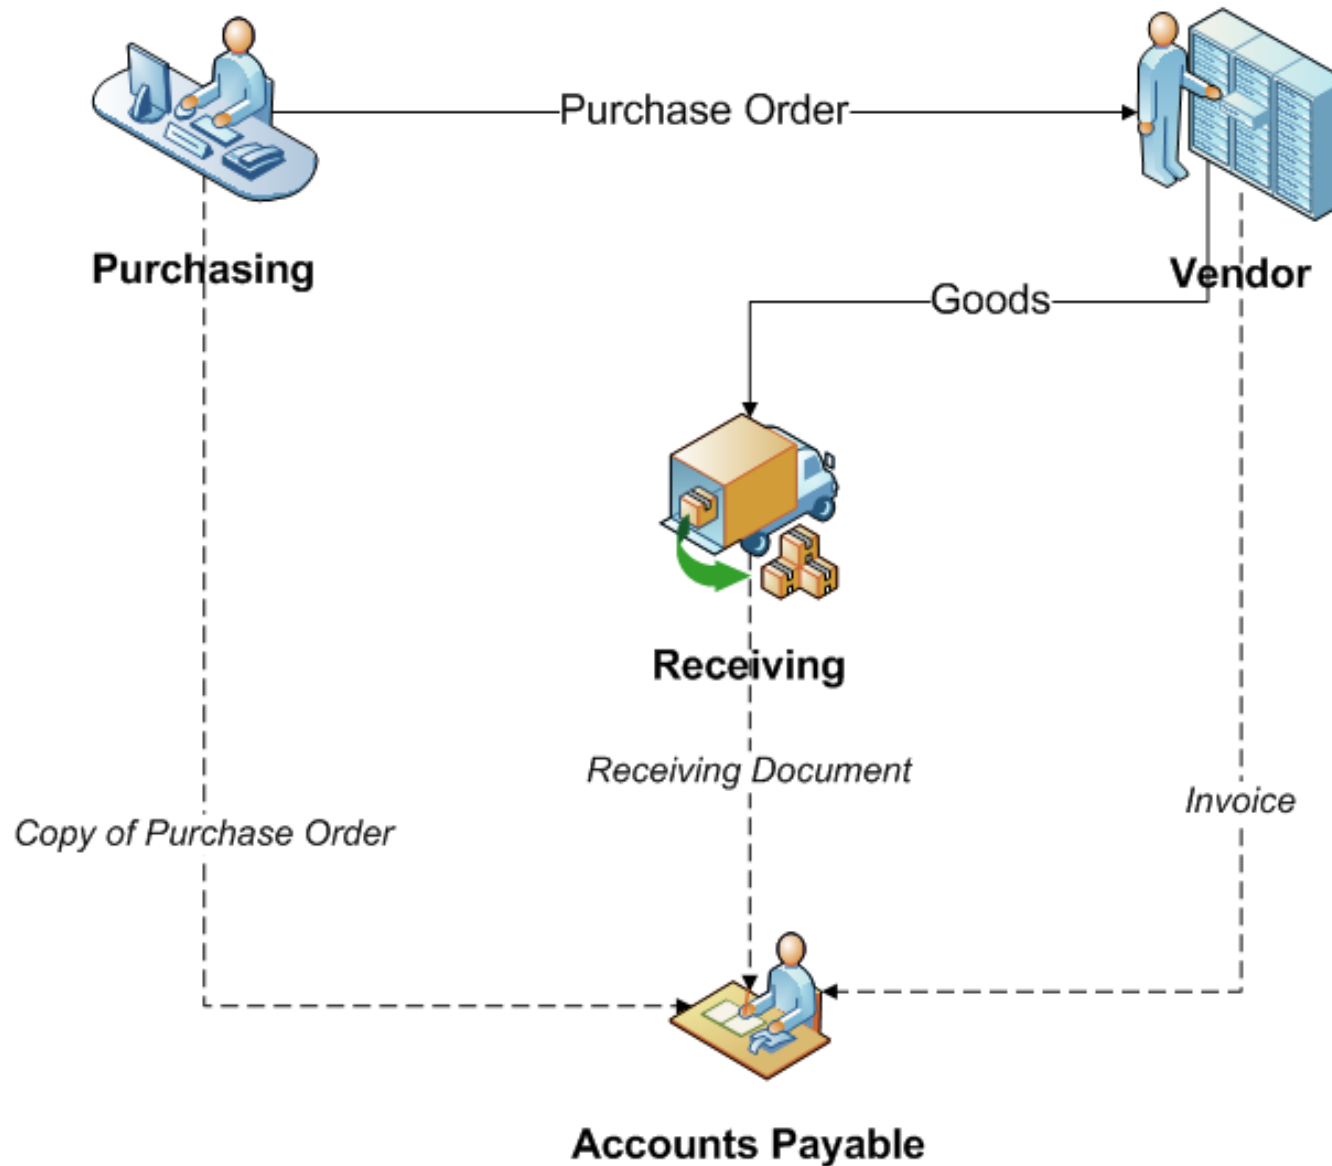 Purchase Order
Purchasing
Vendor
Goods
Receiving
Receiving Document
Invoice
Copy of Purchase Order
Accounts Payable